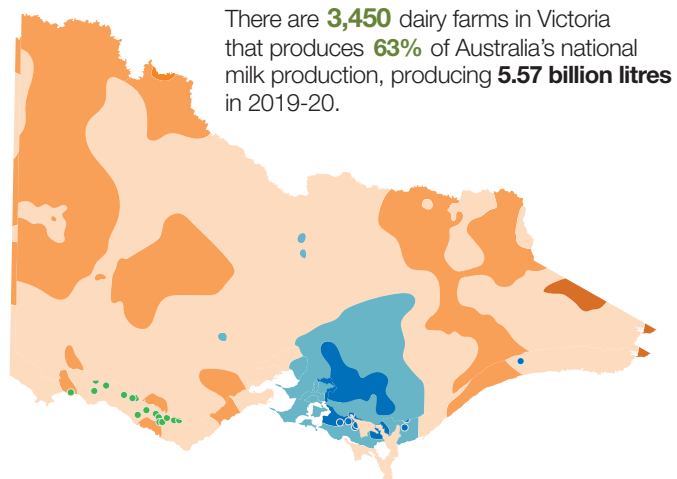 There are 3,450 dairy farms in Victoria
that produces 63% of Australia’s national
milk production, producing 5.57 billion litres
in 2019-20.